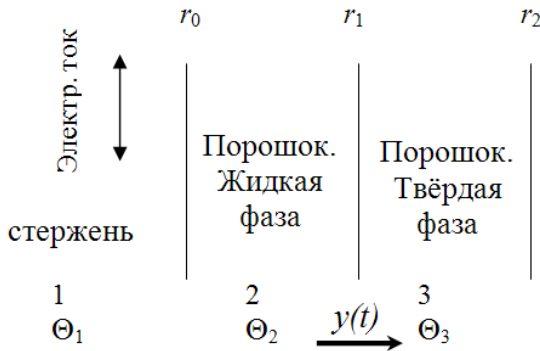 r₀ r₁ r₂
Электр. ток
Порошок.
Жидкая
фаза
Порошок.
Твёрдая
фаза
стержень
1 2 3
Θ₁ Θ₂ y(t) Θ₃